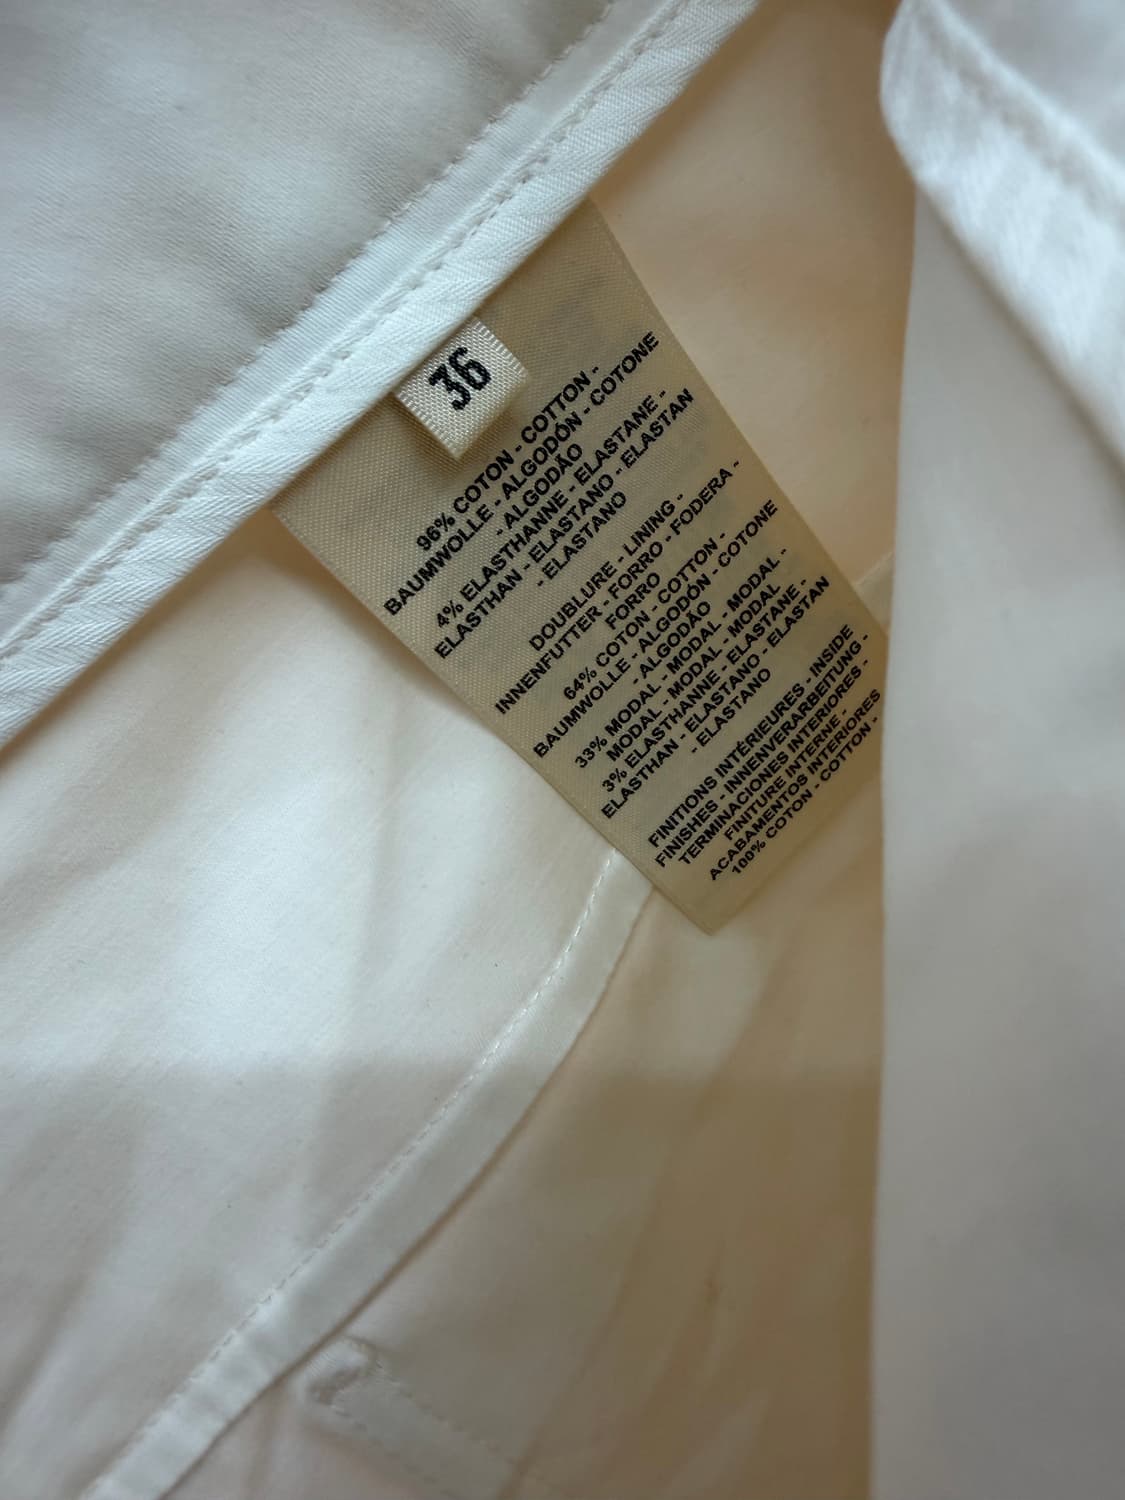 36
96% COTON - COTTON -
BAUMWOLLE - ALGODÓN - COTONE
- ALGODÃO
4% ELASTHANNE - ELASTANE -
ELASTHAN - ELASTANO - ELASTAN
- ELASTANO
DOUBLURE - LINING -
INNENFUTTER - FORRO - FODERA -
FORRO
64% COTON - COTTON -
BAUMWOLLE - ALGODÓN - COTONE
- ALGODÃO
33% MODAL - MODAL - MODAL -
MODAL -MODAL - MODAL
3% ELASTHANNE- ELASTANE -
ELASTHAN - ELASTANO - ELASTAN
- ELASTANO
FINITIONS INTÉRIEURES - INSIDE
FINISHES - INNENVERARBEITUNG -
TERMINACIONES INTERIORES -
FINITURE INTERNE -
ACABAMENTOS INTERIORES
100% COTON - COTTON -